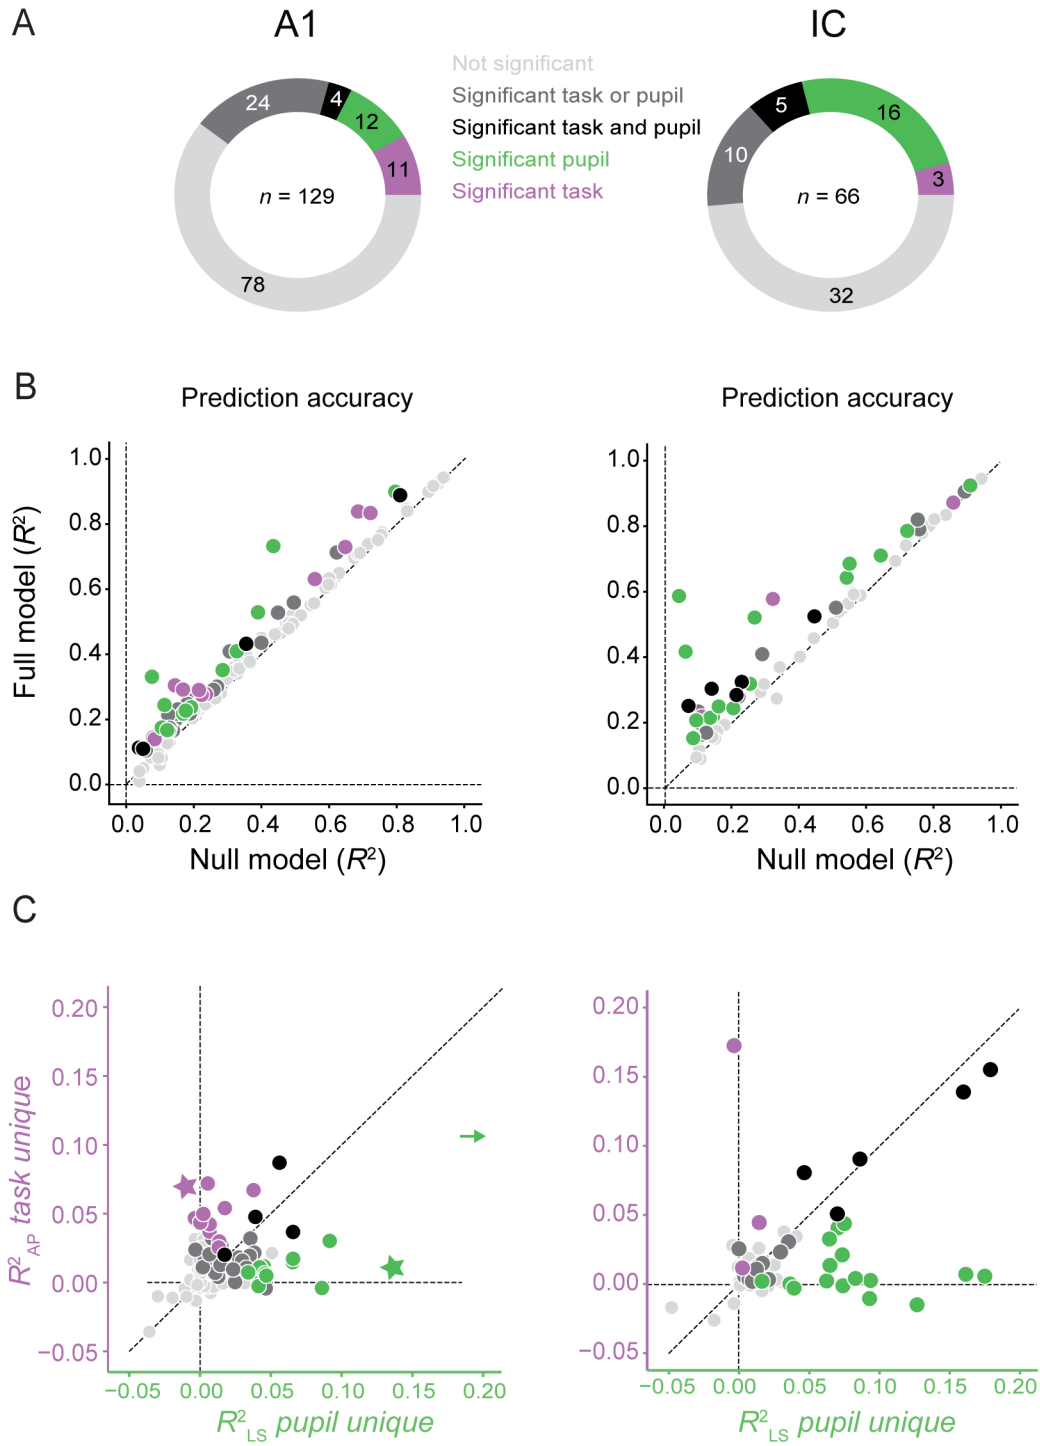 A
A1
IC
Not significant
Significant task or pupil
Significant task and pupil
Significant pupil
Significant task
24
4
12
11
n = 129
78
5
16
10
3
n = 66
32
B
Prediction accuracy
Prediction accuracy
Full model (R²)
1.0
0.8
0.6
0.4
0.2
0.0
0.0 0.2 0.4 0.6 0.8 1.0
Null model (R²)
1.0
0.8
0.6
0.4
0.2
0.0
0.0 0.2 0.4 0.6 0.8 1.0
Null model (R²)
C
R²AP task unique
0.20
0.15
0.10
0.05
0.00
−0.05
−0.05 0.00 0.05 0.10 0.15 0.20
R²LS pupil unique
0.20
0.15
0.10
0.05
0.00
−0.05
−0.05 0.00 0.05 0.10 0.15 0.20
R²LS pupil unique